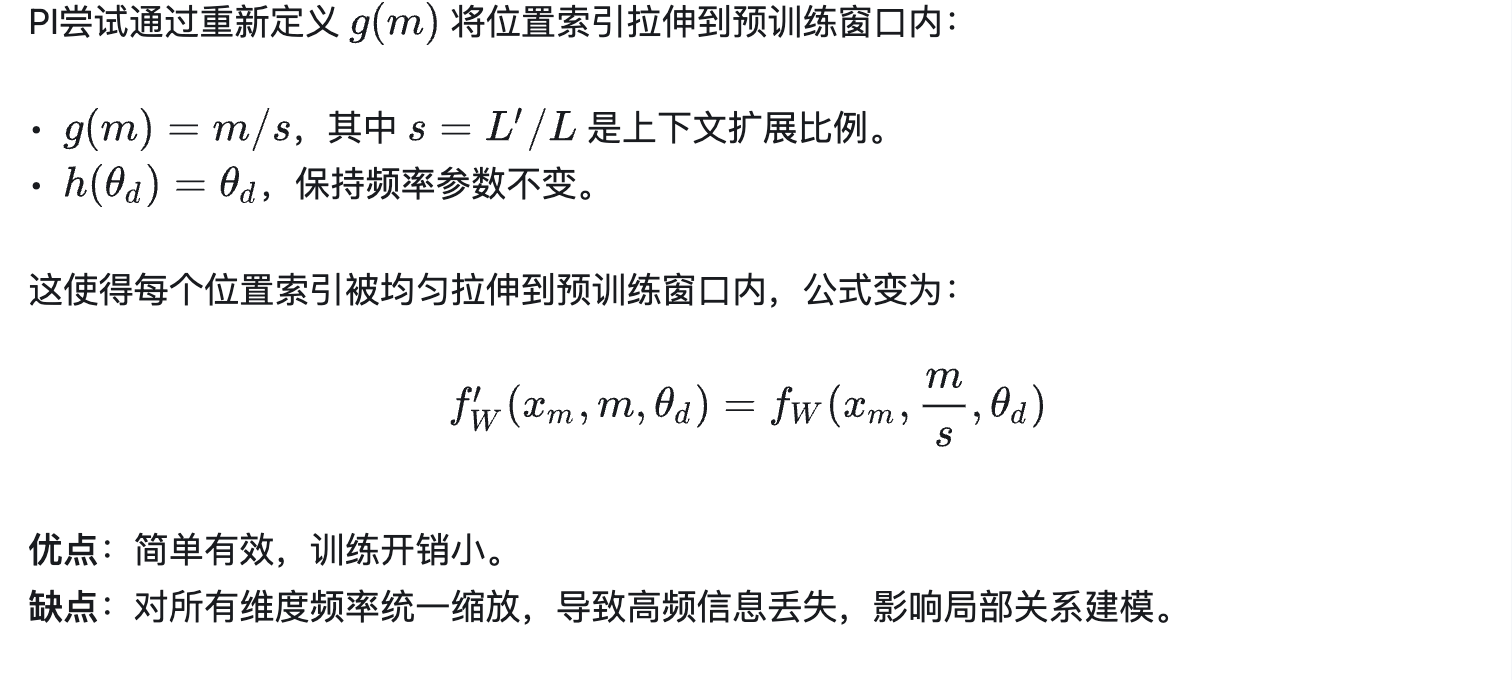 PI尝试通过重新定义 g(m) 将位置索引拉伸到预训练窗口内：
• g(m) = m/s，其中 s = L′/L 是上下文扩展比例。
• h(θ_d) = θ_d，保持频率参数不变。
这使得每个位置索引被均匀拉伸到预训练窗口内，公式变为：
f′_W(x_m, m, θ_d) = f_W(x_m, m/s, θ_d)
优点：简单有效，训练开销小。
缺点：对所有维度频率统一缩放，导致高频信息丢失，影响局部关系建模。